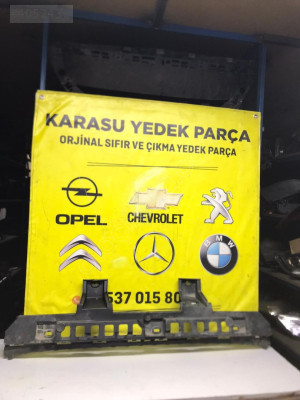 KARASU YEDEK PARÇA
ORJİNAL SIFIR VE ÇIKMA YEDEK PARÇA
OPEL
CHEVROLET
BMW
537 015 80